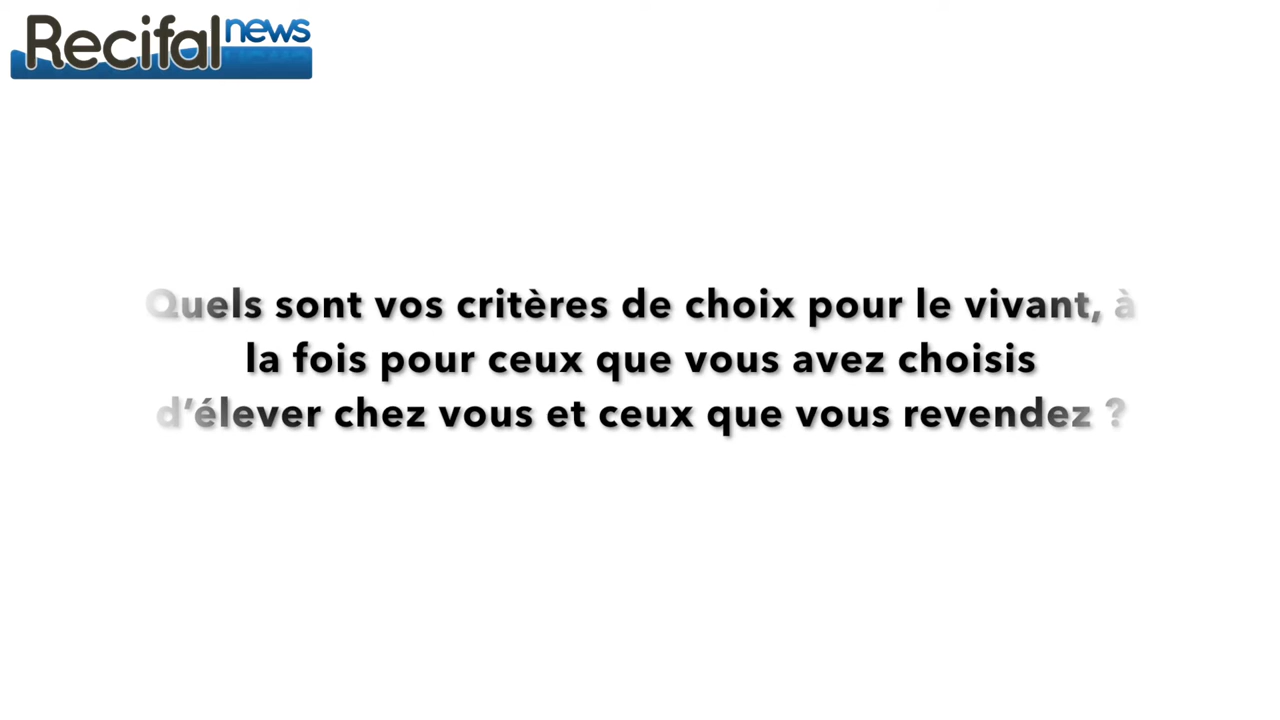 Recifal news
Quels sont vos critères de choix pour le vivant, à
la fois pour ceux que vous avez choisis
d’élever chez vous et ceux que vous revendez ?